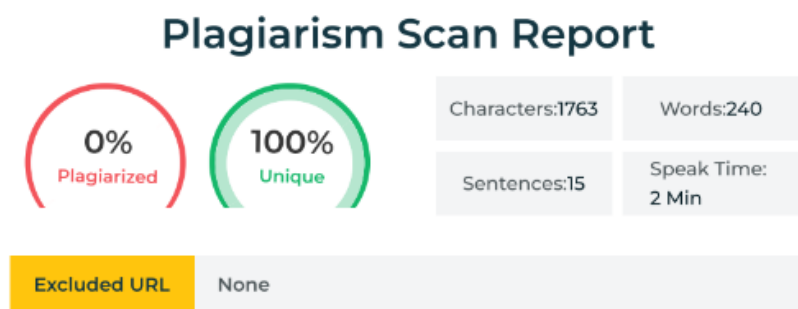 Plagiarism Scan Report
0%
Plagiarized
100%
Unique
Characters:1763
Words:240
Sentences:15
Speak Time:
2 Min
Excluded URL
None